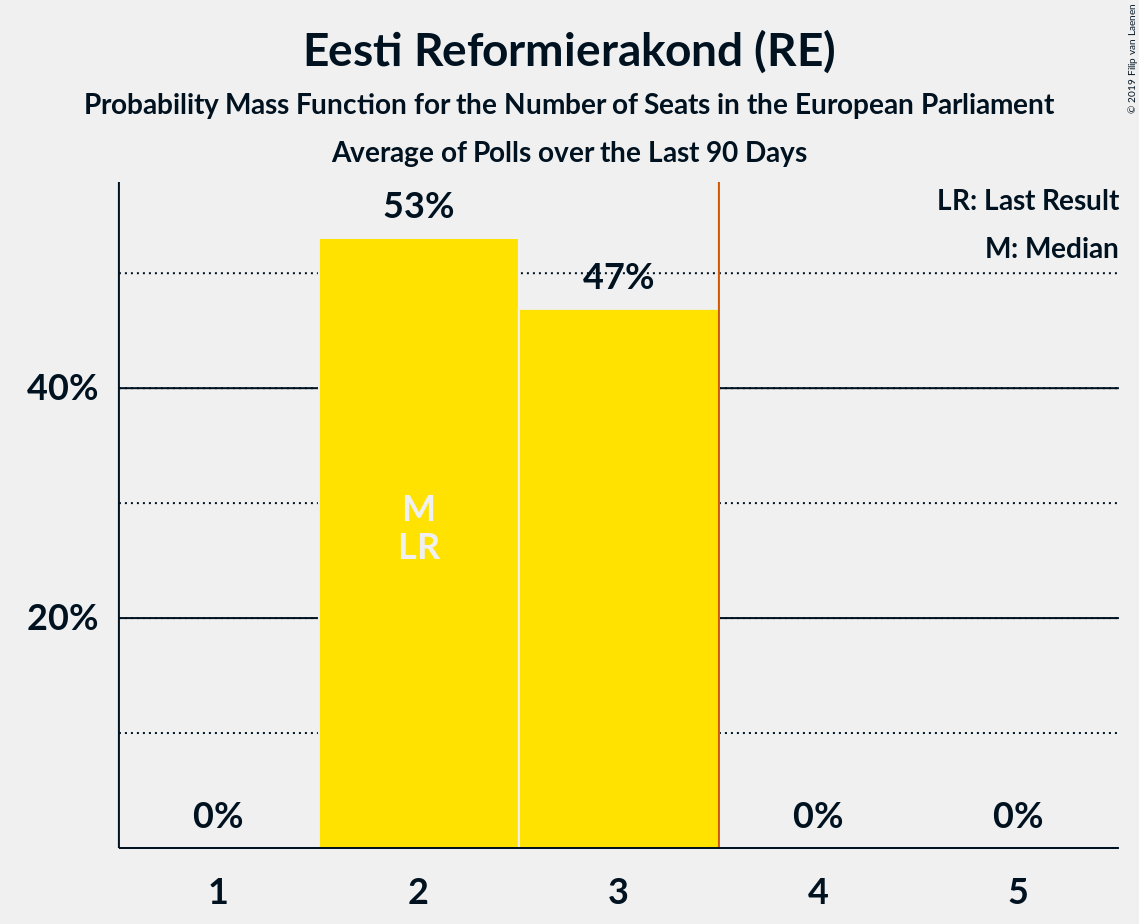 Eesti Reformierakond (RE)
Probability Mass Function for the Number of Seats in the European Parliament
Average of Polls over the Last 90 Days
© 2019 Filip van Laenen
LR: Last Result
M: Median
53%
47%
40%
20%
M
LR
0%
0%
0%
1
2
3
4
5